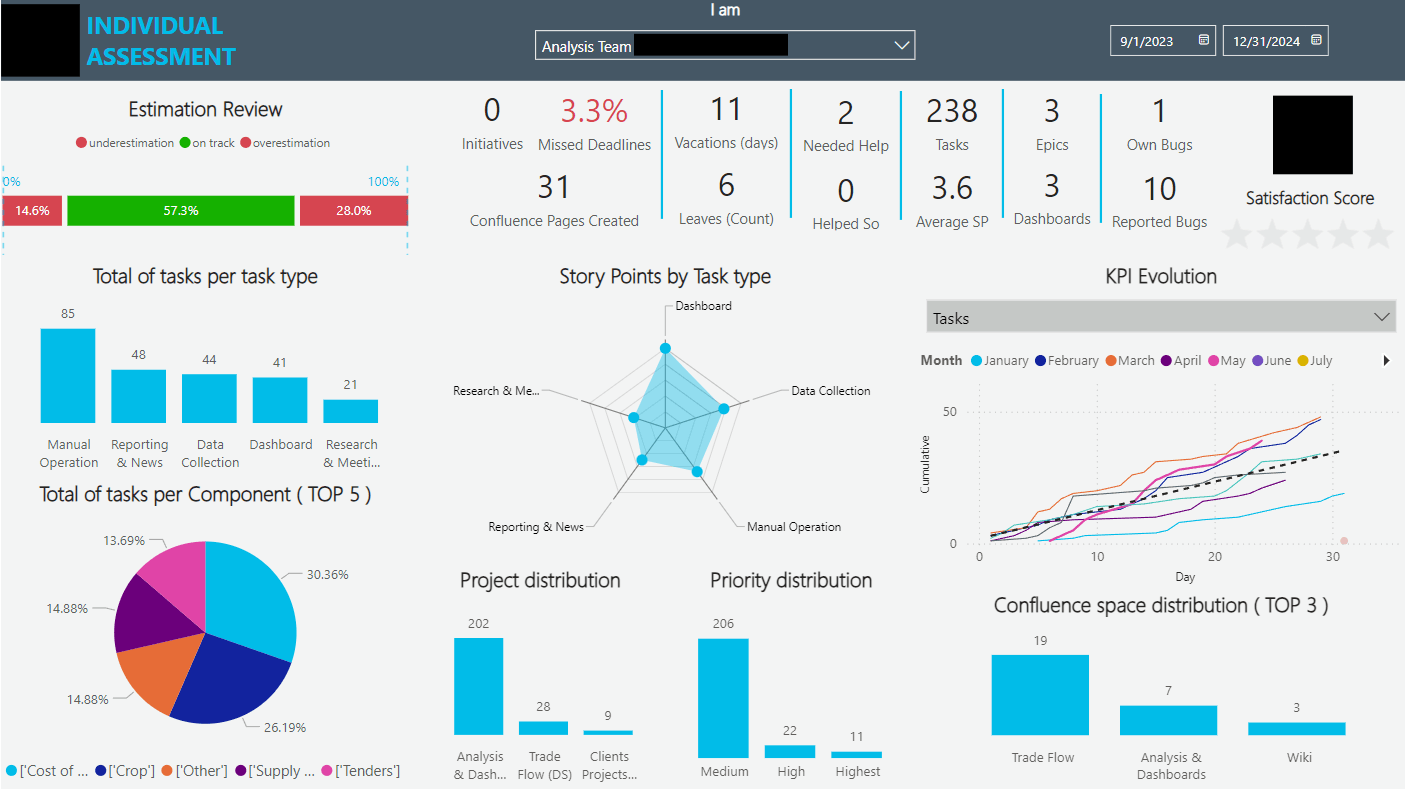 I am
INDIVIDUAL
ASSESSMENT
Analysis Team
9/1/2023
12/31/2024
Estimation Review
underestimation on track overestimation
0%
100%
14.6%
57.3%
28.0%
0
Initiatives
3.3%
Missed Deadlines
31
Confluence Pages Created
11
Vacations (days)
6
Leaves (Count)
2
Needed Help
0
Helped So
238
Tasks
3.6
Average SP
3
Epics
3
Dashboards
1
Own Bugs
10
Reported Bugs
Satisfaction Score
Total of tasks per task type
85
48
44
41
21
Manual
Operation
Reporting
& News
Data
Collection
Dashboard
Research
& Meeti...
Story Points by Task type
Dashboard
Data Collection
Manual Operation
Reporting & News
Research & Me...
KPI Evolution
Tasks
Month January February March April May June July
50
0
Cumulative
0
10
20
30
Day
Total of tasks per Component ( TOP 5 )
13.69%
30.36%
14.88%
14.88%
26.19%
['Cost of ... ['Crop'] ['Other'] ['Supply ... ['Tenders']
Project distribution
202
28
9
Analysis
& Dash...
Trade
Flow (DS)
Clients
Projects...
Priority distribution
206
22
11
Medium
High
Highest
Confluence space distribution ( TOP 3 )
19
7
3
Trade Flow
Analysis &
Dashboards
Wiki